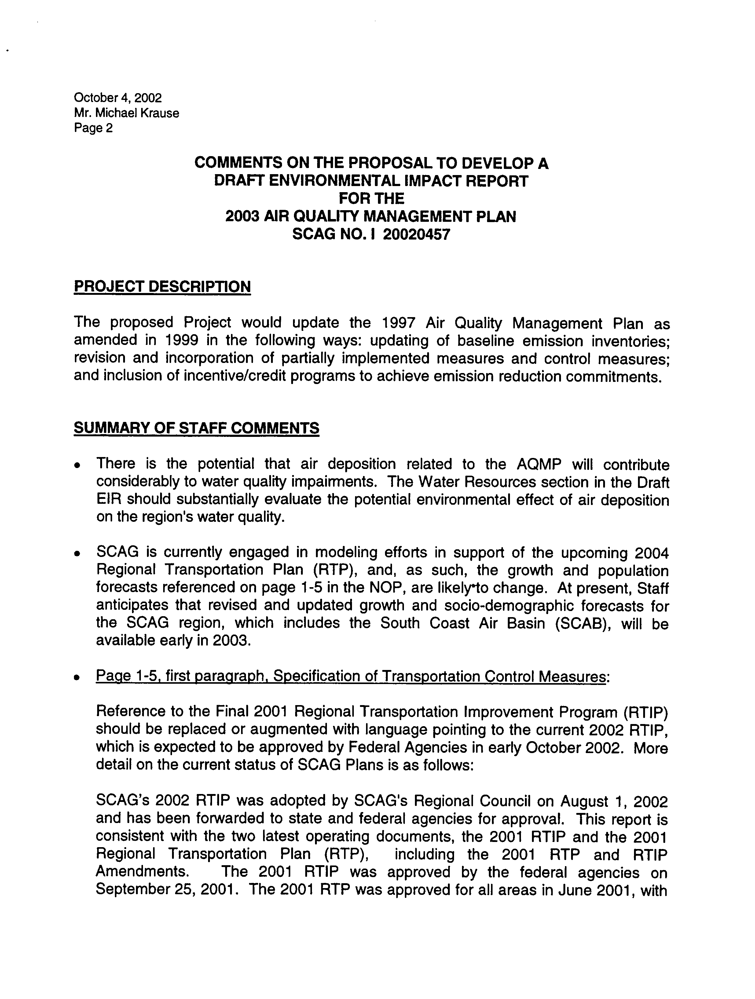 October 4, 2002
Mr. Michael Krause
Page 2
COMMENTS ON THE PROPOSAL TO DEVELOP A
DRAFT ENVIRONMENTAL IMPACT REPORT
FOR THE
2003 AIR QUALITY MANAGEMENT PLAN
SCAG NO. I 20020457
PROJECT DESCRIPTION
The proposed Project would update the 1997 Air Quality Management Plan as
amended in 1999 in the following ways: updating of baseline emission inventories;
revision and incorporation of partially implemented measures and control measures;
and inclusion of incentive/credit programs to achieve emission reduction commitments.
SUMMARY OF STAFF COMMENTS
• There is the potential that air deposition related to the AQMP will contribute
considerably to water quality impairments. The Water Resources section in the Draft
EIR should substantially evaluate the potential environmental effect of air deposition
on the region's water quality.
• SCAG is currently engaged in modeling efforts in support of the upcoming 2004
Regional Transportation Plan (RTP), and, as such, the growth and population
forecasts referenced on page 1-5 in the NOP, are likely to change. At present, Staff
anticipates that revised and updated growth and socio-demographic forecasts for
the SCAG region, which includes the South Coast Air Basin (SCAB), will be
available early in 2003.
• Page 1-5, first paragraph, Specification of Transportation Control Measures:
Reference to the Final 2001 Regional Transportation Improvement Program (RTIP)
should be replaced or augmented with language pointing to the current 2002 RTIP,
which is expected to be approved by Federal Agencies in early October 2002. More
detail on the current status of SCAG Plans is as follows:
SCAG's 2002 RTIP was adopted by SCAG's Regional Council on August 1, 2002
and has been forwarded to state and federal agencies for approval. This report is
consistent with the two latest operating documents, the 2001 RTIP and the 2001
Regional Transportation Plan (RTP), including the 2001 RTP and RTIP
Amendments. The 2001 RTIP was approved by the federal agencies on
September 25, 2001. The 2001 RTP was approved for all areas in June 2001, with